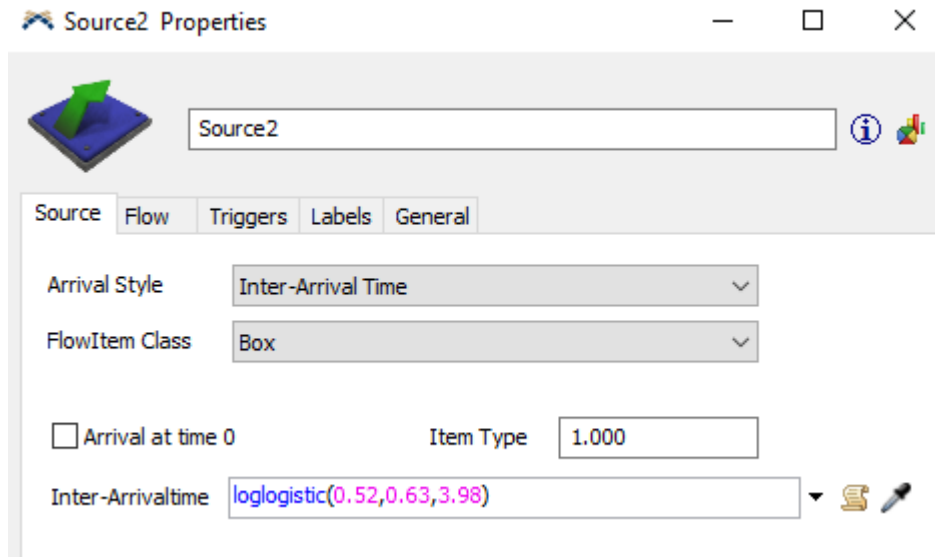 Source2 Properties
Source2
Source Flow Triggers Labels General
Arrival Style Inter-Arrival Time
FlowItem Class Box
Arrival at time 0 Item Type 1.000
Inter-Arrivaltime loglogistic(0.52,0.63,3.98)